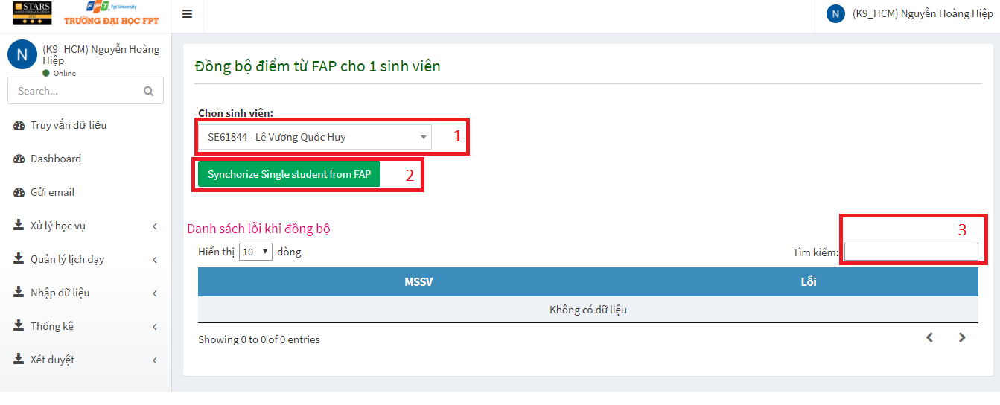 STARS
RATED FOR EXCELLENCE
FPT. Fpt University
TRƯỜNG ĐẠI HỌC FPT
N (K9_HCM) Nguyễn Hoàng Hiệp
N (K9_HCM) Nguyễn Hoàng
Hiệp
Online
Search...
Truy vấn dữ liệu
Dashboard
Gửi email
Xử lý học vụ
Quản lý lịch dạy
Nhập dữ liệu
Thống kê
Xét duyệt
Đồng bộ điểm từ FAP cho 1 sinh viên
Chọn sinh viên:
SE61844 - Lê Vương Quốc Huy 1
Synchorize Single student from FAP 2
Danh sách lỗi khi đồng bộ
3
Hiển thị 10 dòng Tìm kiếm:
MSSV Lỗi
Không có dữ liệu
Showing 0 to 0 of 0 entries